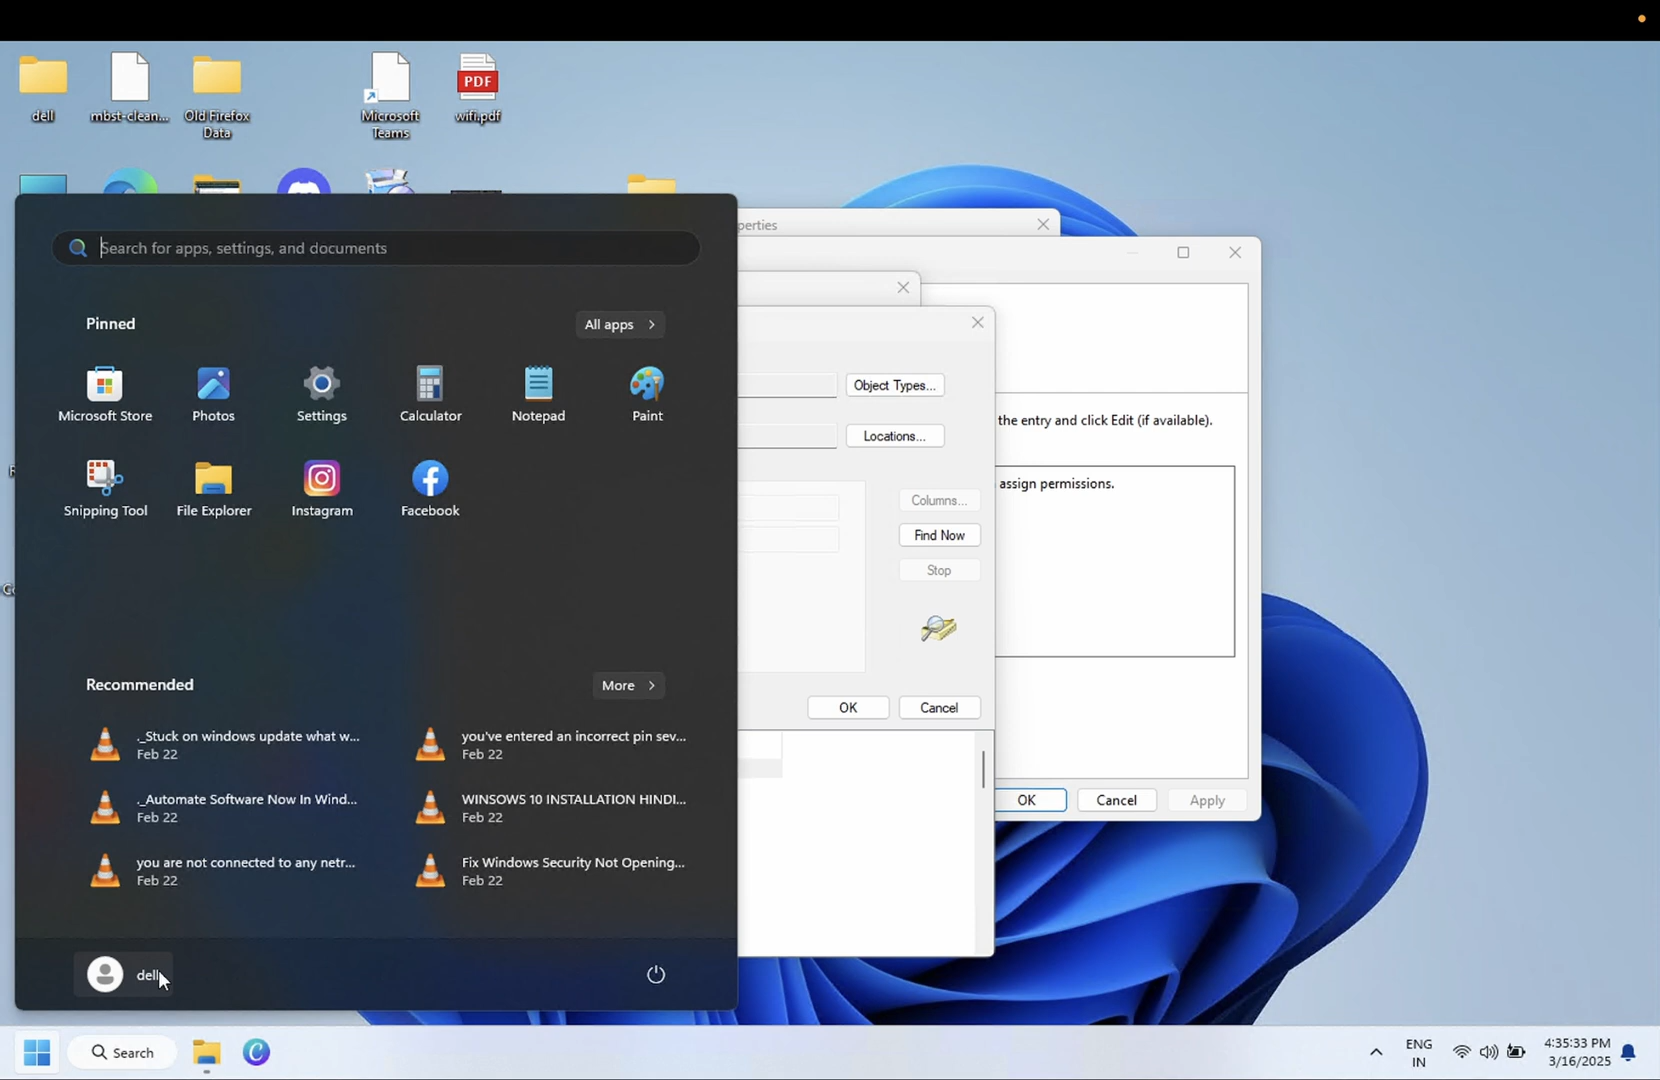 dell
mbst-clean...
Old Firefox
Data
Microsoft
Teams
PDF
wifi.pdf
perties
Search for apps, settings, and documents
Pinned
All apps
Microsoft Store
Photos
Settings
Calculator
Notepad
Paint
Snipping Tool
File Explorer
Instagram
Facebook
Object Types...
Locations...
the entry and click Edit (if available).
assign permissions.
Columns...
Find Now
Stop
OK
Cancel
OK
Cancel
Apply
Recommended
More
._Stuck on windows update what w...
Feb 22
you've entered an incorrect pin sev...
Feb 22
._Automate Software Now In Wind...
Feb 22
WINSOWS 10 INSTALLATION HINDI...
Feb 22
you are not connected to any netr...
Feb 22
Fix Windows Security Not Opening...
Feb 22
dell
Search
ENG
IN
4:35:33 PM
3/16/2025